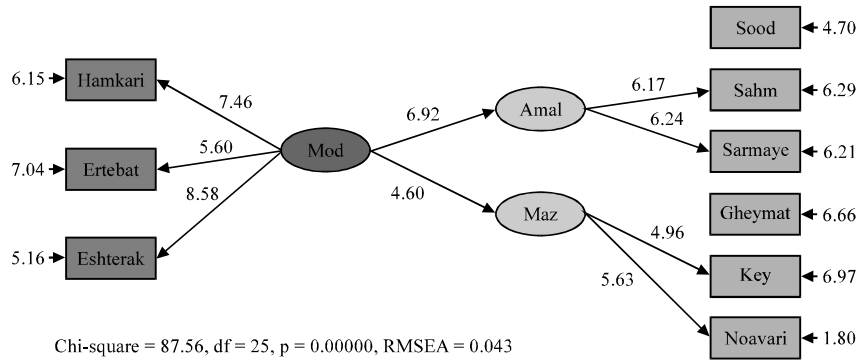 Sood
4.70
6.15
Hamkari
7.46
6.17
Sahm
6.29
6.92
Amal
6.24
5.60
Mod
Sarmaye
6.21
7.04
Ertebat
8.58
4.60
Maz
Gheymat
6.66
4.96
5.16
Eshterak
5.63
Key
6.97
Noavari
1.80
Chi-square = 87.56, df = 25, p = 0.00000, RMSEA = 0.043